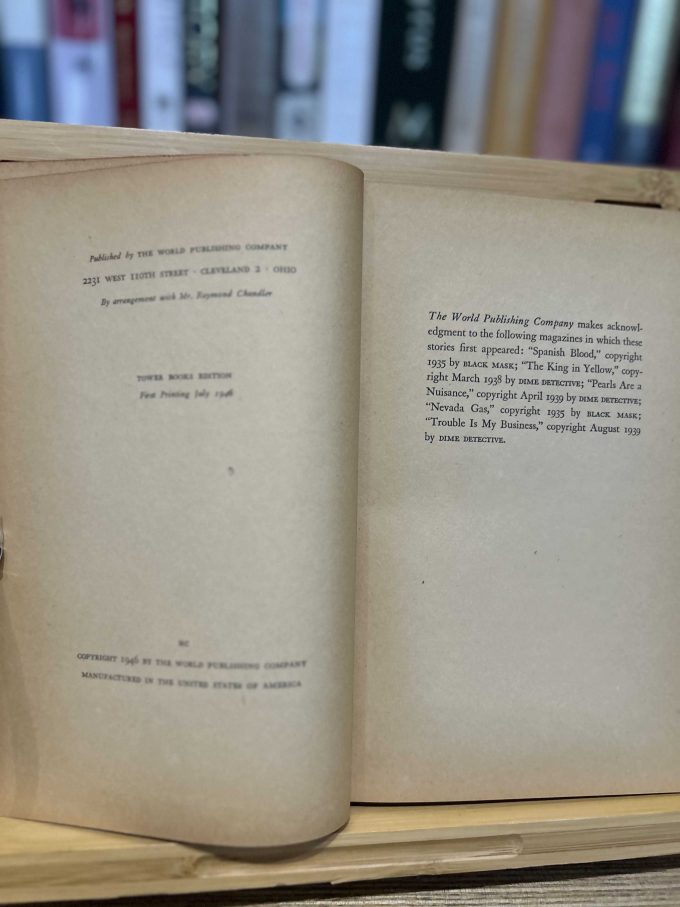 Published by THE WORLD PUBLISHING COMPANY
2231 WEST 110TH STREET · CLEVELAND 2 · OHIO
By arrangement with Mr. Raymond Chandler
TOWER BOOKS EDITION
First Printing July 1946
HC
COPYRIGHT 1946 BY THE WORLD PUBLISHING COMPANY
MANUFACTURED IN THE UNITED STATES OF AMERICA
The World Publishing Company makes acknowl-
edgment to the following magazines in which these
stories first appeared: “Spanish Blood,” copyright
1935 by BLACK MASK; “The King in Yellow,” copy-
right March 1938 by DIME DETECTIVE; “Pearls Are a
Nuisance,” copyright April 1939 by DIME DETECTIVE;
“Nevada Gas,” copyright 1935 by BLACK MASK;
“Trouble Is My Business,” copyright August 1939
by DIME DETECTIVE.